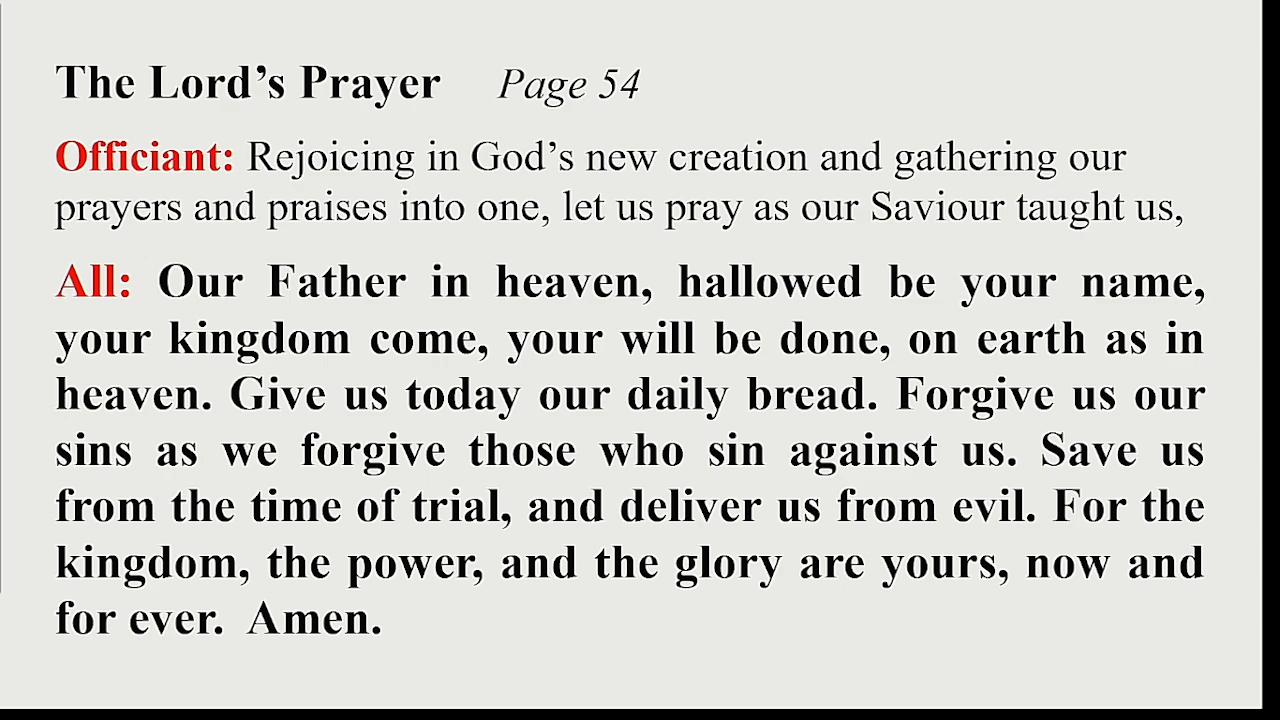 The Lord’s Prayer Page 54
Officiant: Rejoicing in God’s new creation and gathering our
prayers and praises into one, let us pray as our Saviour taught us,
All: Our Father in heaven, hallowed be your name,
your kingdom come, your will be done, on earth as in
heaven. Give us today our daily bread. Forgive us our
sins as we forgive those who sin against us. Save us
from the time of trial, and deliver us from evil. For the
kingdom, the power, and the glory are yours, now and
for ever. Amen.